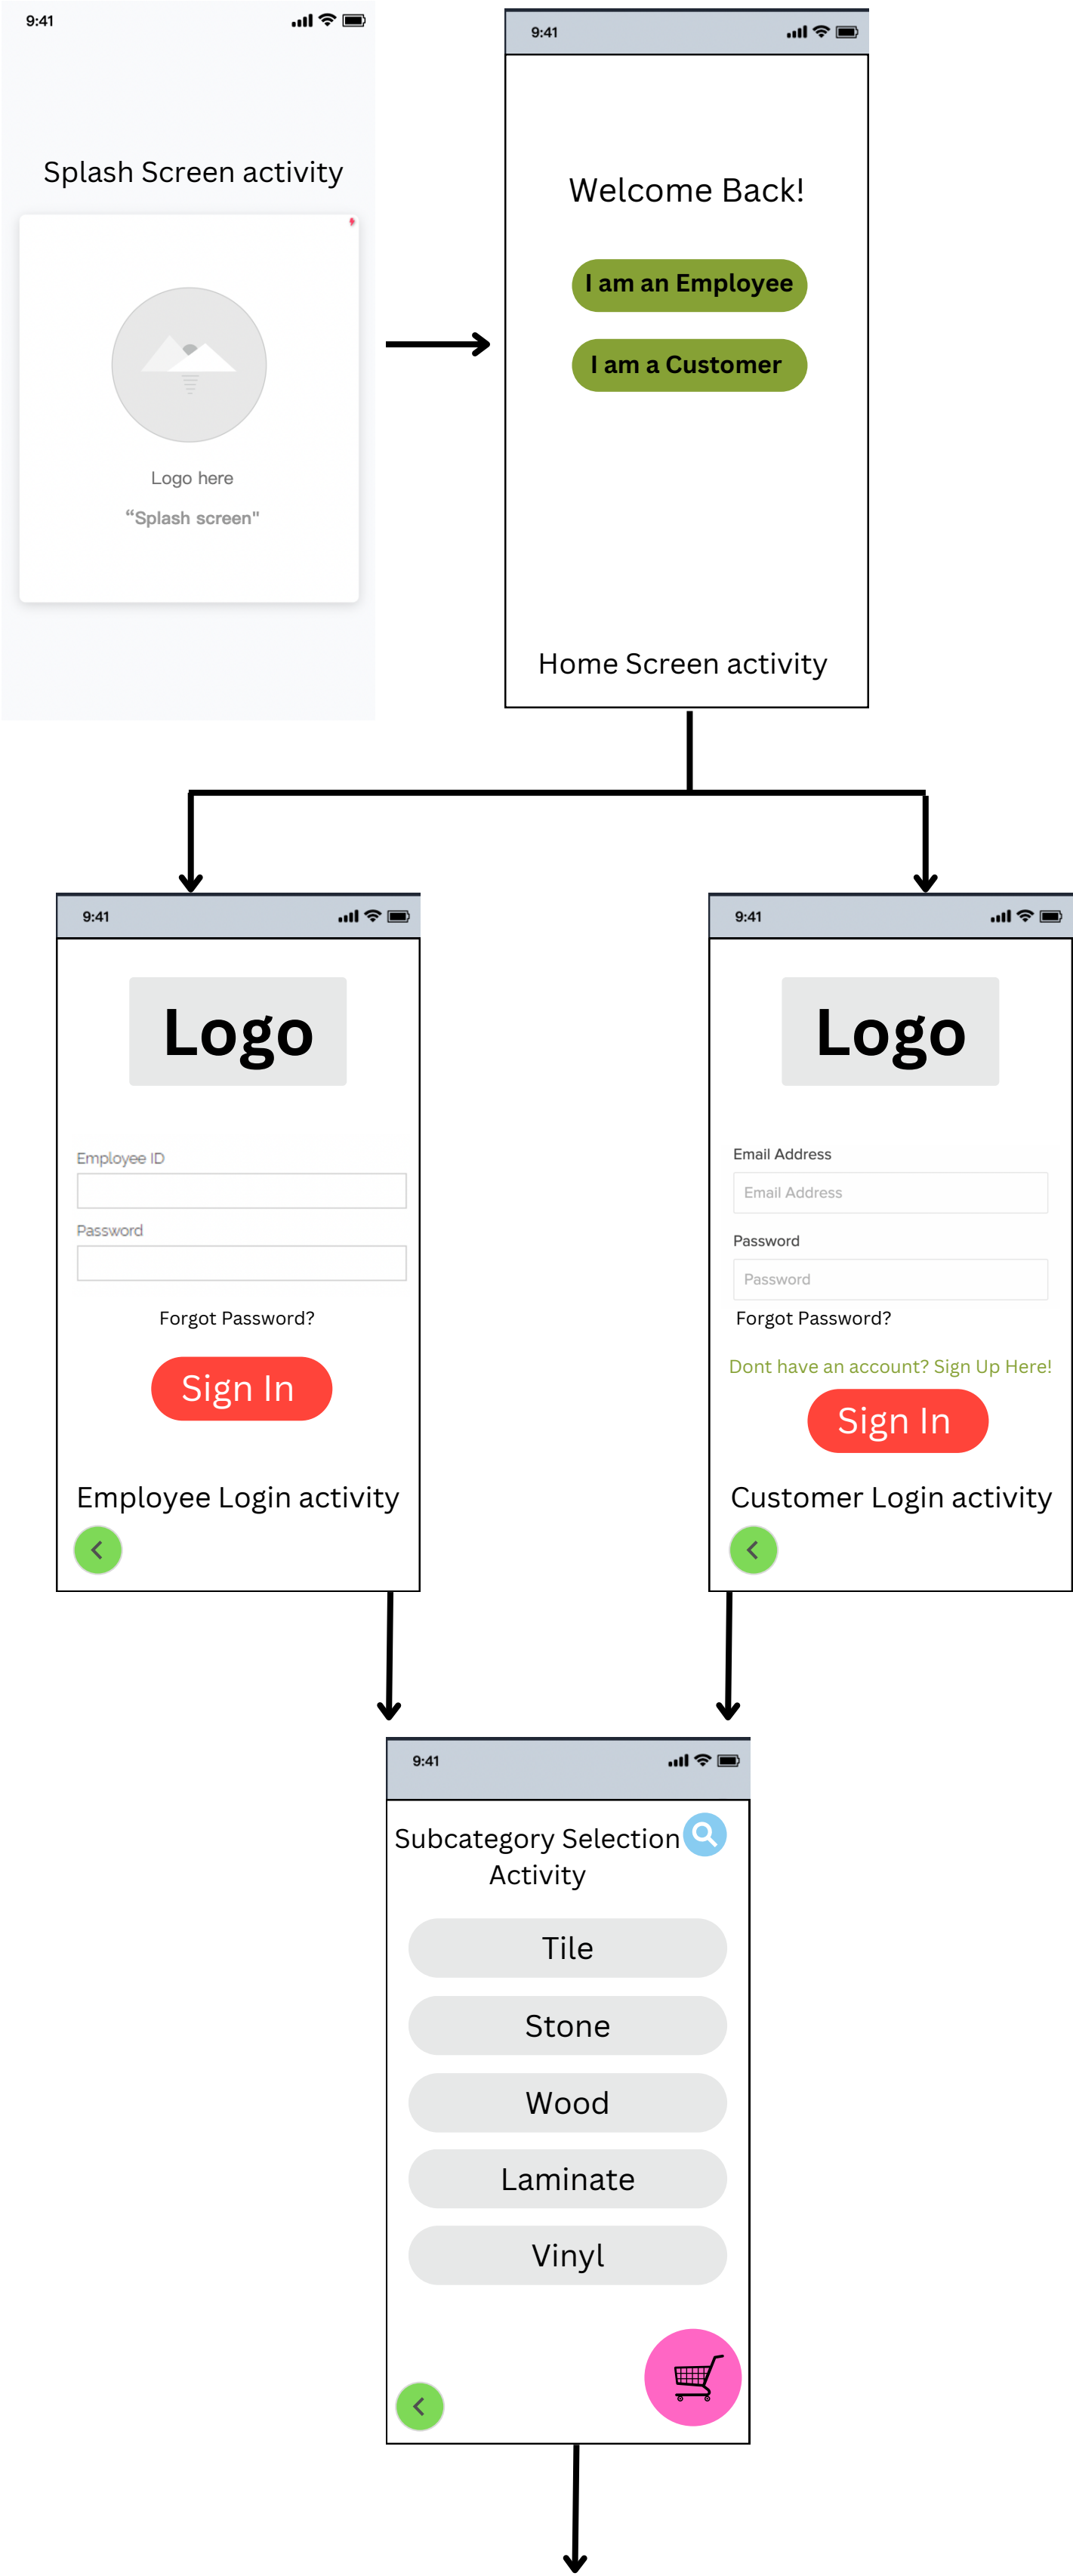 9:41
Splash Screen activity
Logo here
“Splash screen"
9:41
Welcome Back!
I am an Employee
I am a Customer
Home Screen activity
9:41
Logo
Employee ID
Password
Forgot Password?
Sign In
Employee Login activity
9:41
Logo
Email Address
Email Address
Password
Password
Forgot Password?
Dont have an account? Sign Up Here!
Sign In
Customer Login activity
9:41
Subcategory Selection
Activity
Tile
Stone
Wood
Laminate
Vinyl